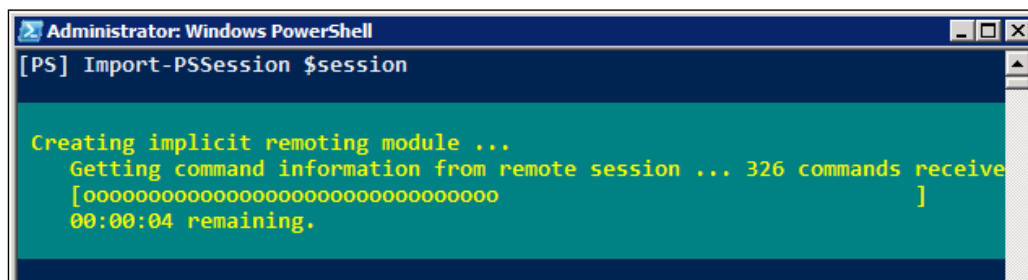 Administrator: Windows PowerShell
[PS] Import-PSSession $session
Creating implicit remoting module ...
Getting command information from remote session ... 326 commands receive
[oooooooooooooooooooooooooooooooo ]
00:00:04 remaining.